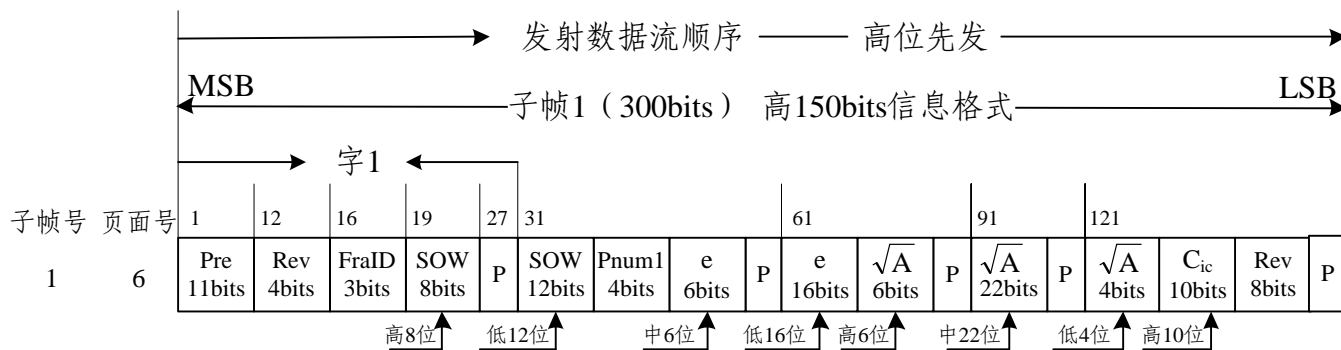 发射数据流顺序 高位先发
MSB LSB
子帧1（300bits） 高150bits信息格式
字1
子帧号 页面号 1 12 16 19 27 31 61 91 121
1 6 Pre 11bits Rev 4bits FraID 3bits SOW 8bits P SOW 12bits Pnum1 4bits e 6bits P e 16bits √A 6bits P √A 22bits P √A 4bits Cic 10bits Rev 8bits P
高8位 低12位 中6位 低16位 高6位 中22位 低4位 高10位